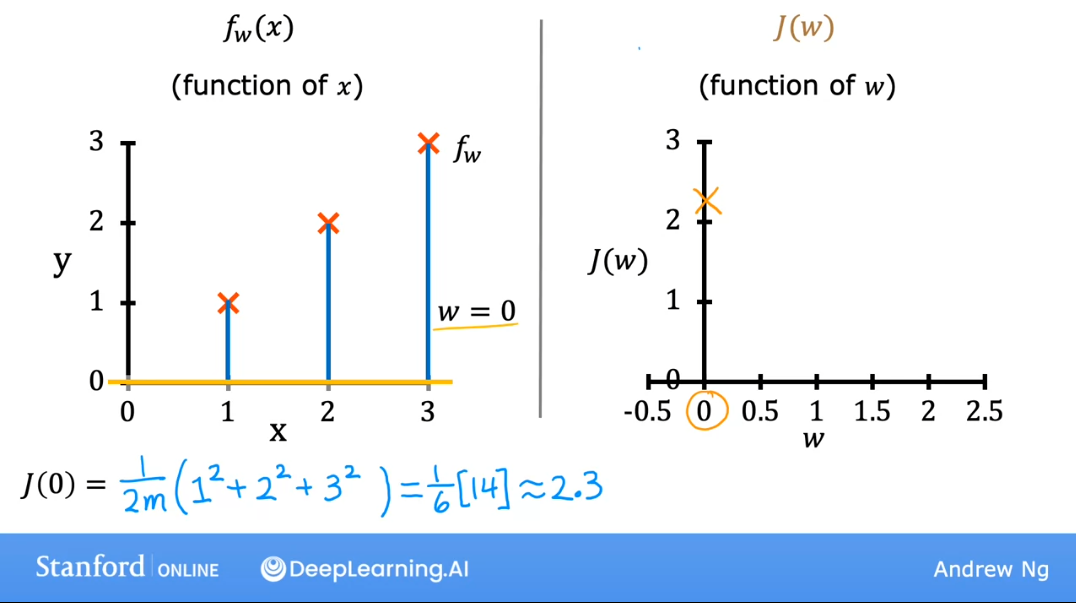 f_w(x)
(function of x)
3
2
y
1
0
f_w
w = 0
0 1 2 3
x
J(w)
(function of w)
3
2
J(w)
1
0
-0.5 0 0.5 1 1.5 2 2.5
w
J(0) = 1/2m (1² + 2² + 3² ) = 1/6 [14] ≈ 2.3
Stanford | ONLINE DeepLearning.AI Andrew Ng